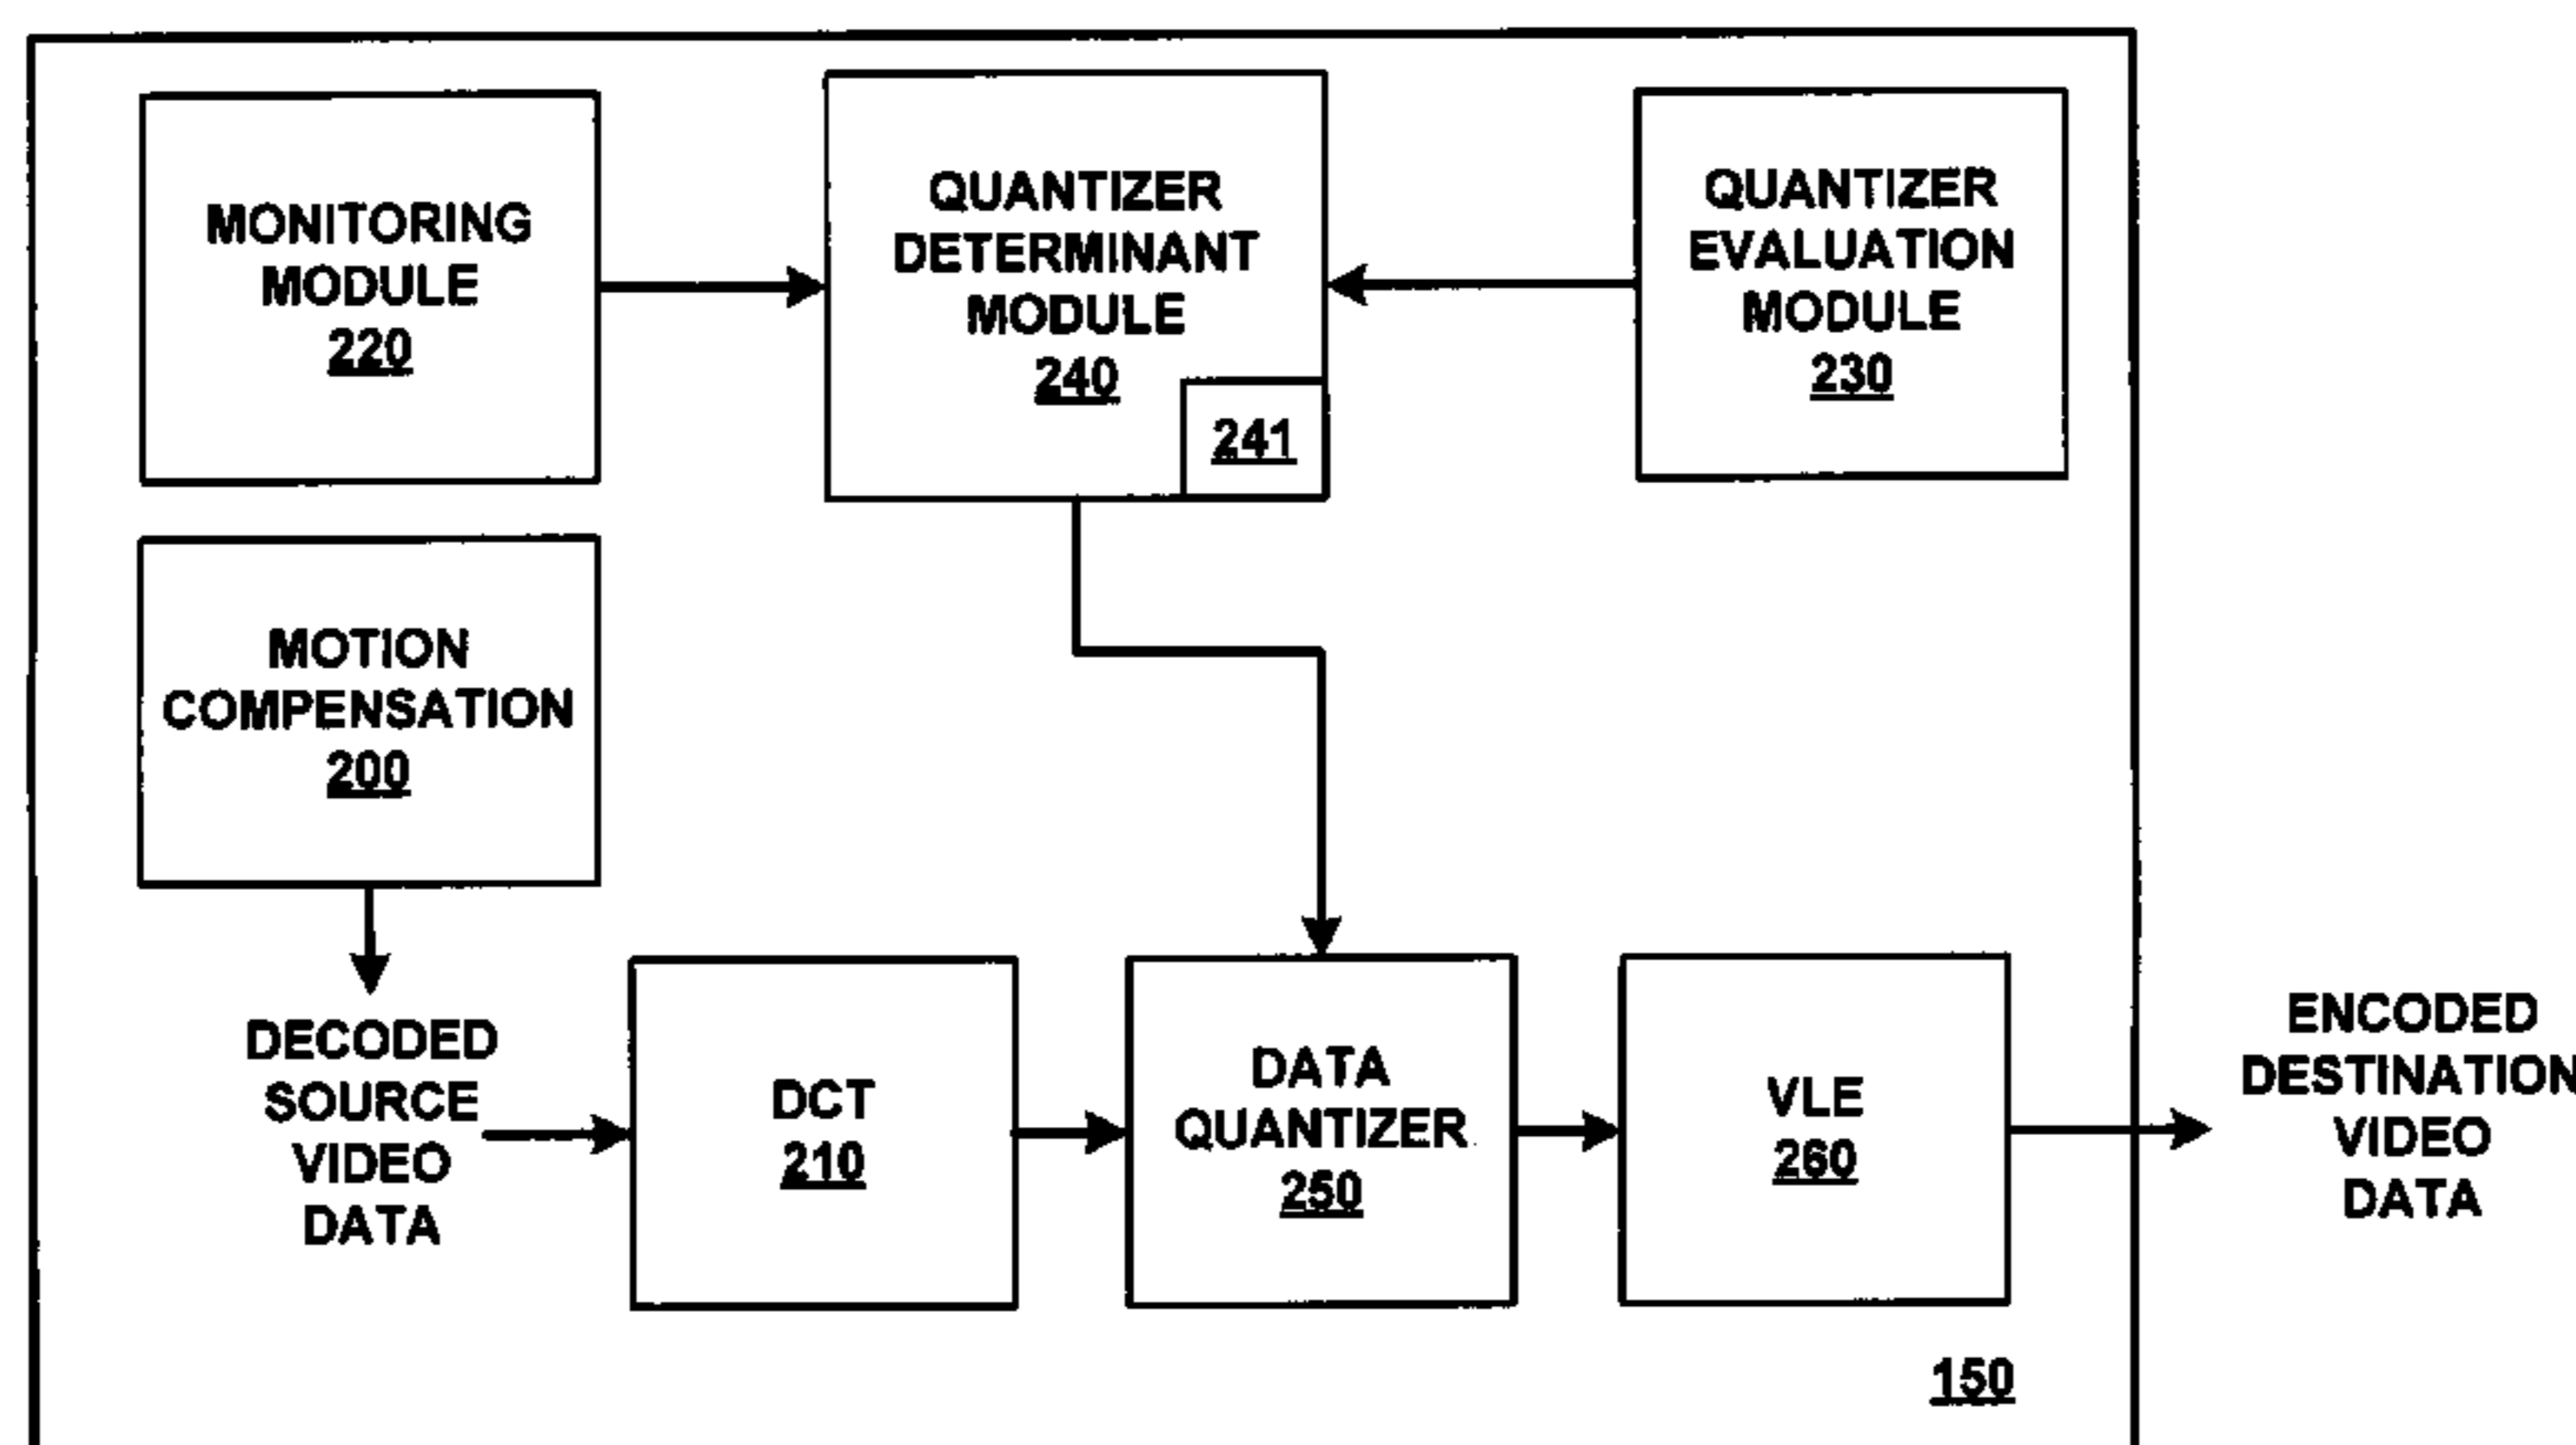 MONITORING
MODULE
220
QUANTIZER
DETERMINANT
MODULE
240
241
QUANTIZER
EVALUATION
MODULE
230
MOTION
COMPENSATION
200
DECODED
SOURCE
VIDEO
DATA
DCT
210
DATA
QUANTIZER
250
VLE
260
ENCODED
DESTINATION
VIDEO
DATA
150